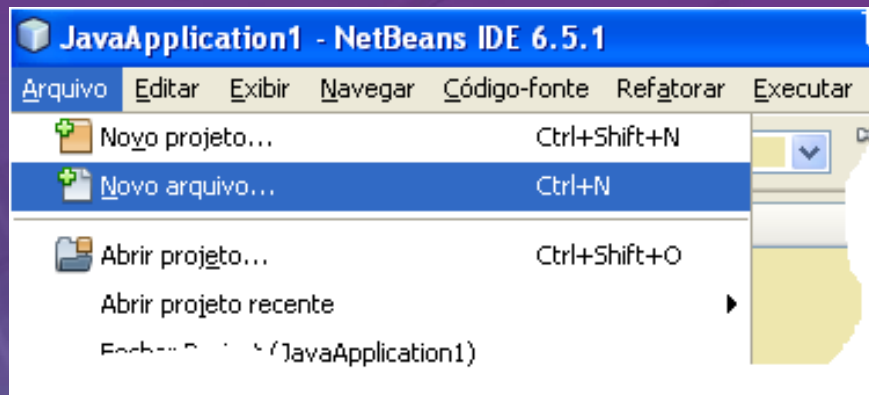 JavaApplication1 - NetBeans IDE 6.5.1
Arquivo Editar Exibir Navegar Código-fonte Refatorar Executar
Novo projeto... Ctrl+Shift+N
Novo arquivo... Ctrl+N
Abrir projeto... Ctrl+Shift+O
Abrir projeto recente
(JavaApplication1)